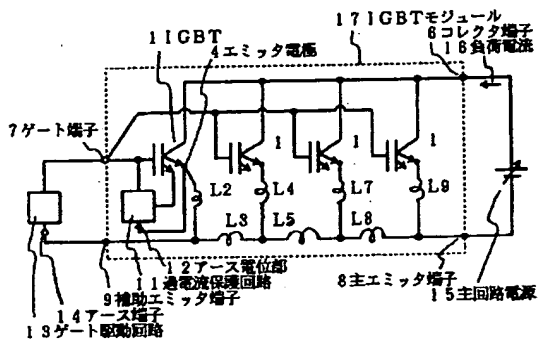 1IGBT
4エミッタ電極
17IGBTモジュール
6コレクタ端子
16負荷電流
7ゲート端子
1
1
1
L2
L4
L7
L9
L3
L5
L8
12アース電位部
11過電流保護回路
9補助エミッタ端子
14アース端子
13ゲート駆動回路
8主エミッタ端子
15主回路電源